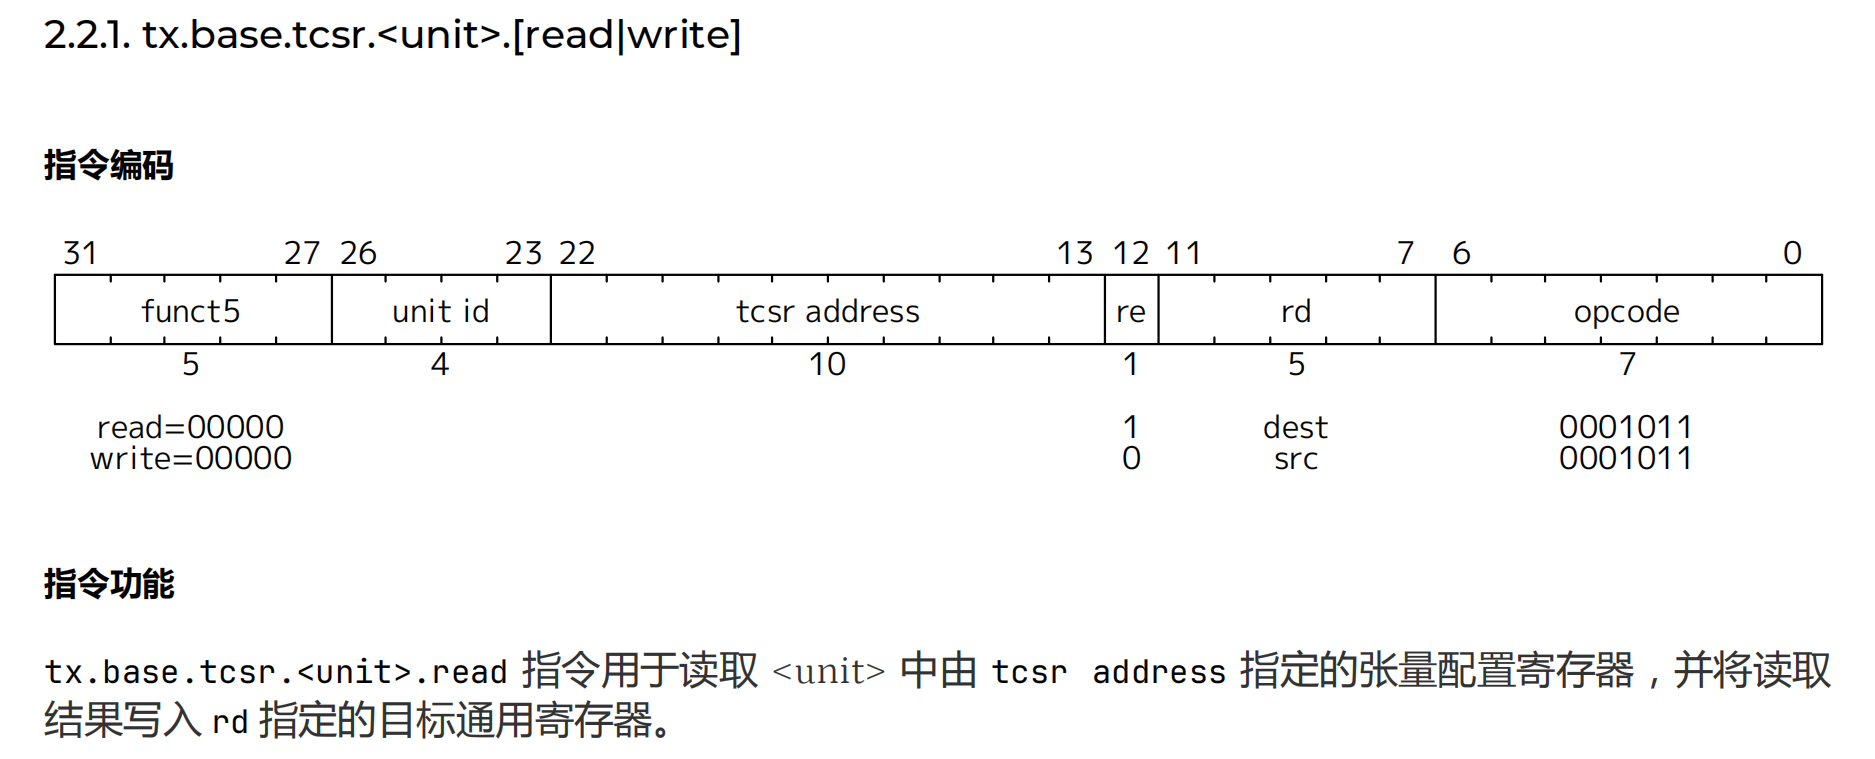 2.2.1. tx.base.tcsr.<unit>.[read|write]
指令编码
31 27 26 23 22 13 12 11 7 6 0
funct5 unit id tcsr address re rd opcode
5 4 10 1 5 7
read=00000 1 dest 0001011
write=00000 0 src 0001011
指令功能
tx.base.tcsr.<unit>.read 指令用于读取 <unit> 中由 tcsr address 指定的张量配置寄存器，并将读取
结果写入 rd 指定的目标通用寄存器。